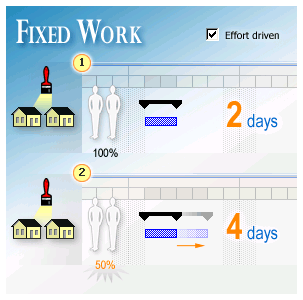 FIXED WORK
Effort driven
1
100%
2 days
2
50%
4 days